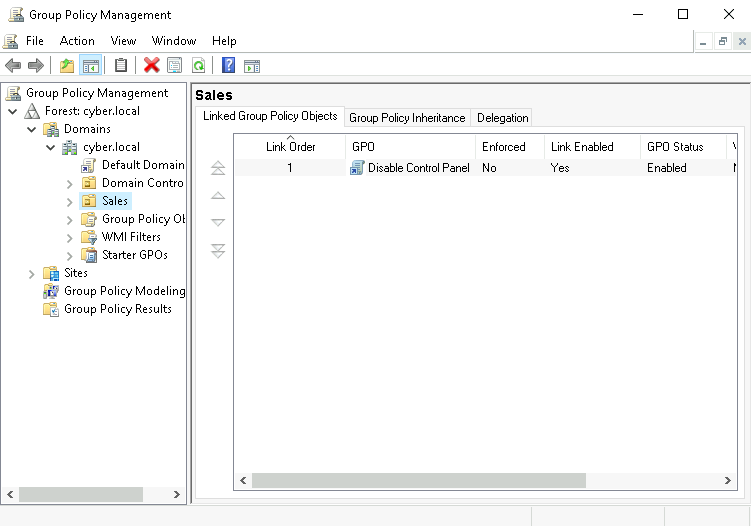 Group Policy Management
File Action View Window Help
Group Policy Management
Forest: cyber.local
Domains
cyber.local
Default Domain
Domain Contro
Sales
Group Policy Ob
WMI Filters
Starter GPOs
Sites
Group Policy Modeling
Group Policy Results
Sales
Linked Group Policy Objects Group Policy Inheritance Delegation
Link Order GPO Enforced Link Enabled GPO Status
1 Disable Control Panel No Yes Enabled